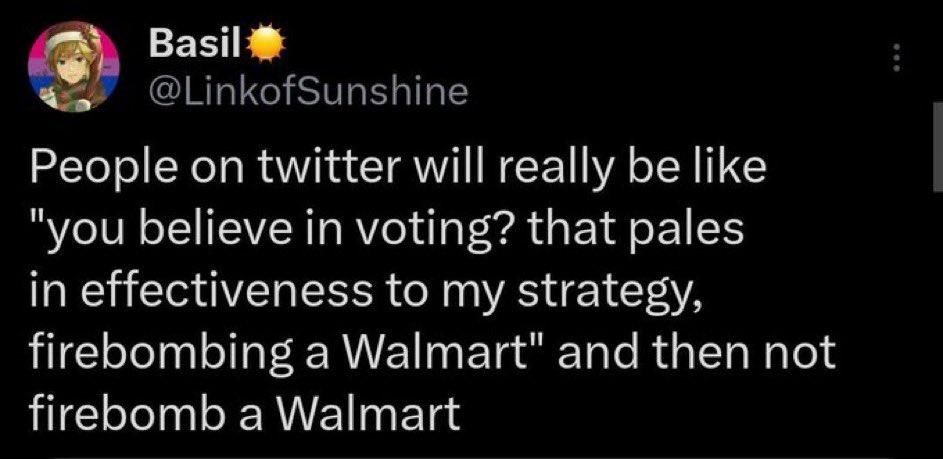 Basil☀️
@LinkofSunshine
People on twitter will really be like
"you believe in voting? that pales
in effectiveness to my strategy,
firebombing a Walmart" and then not
firebomb a Walmart